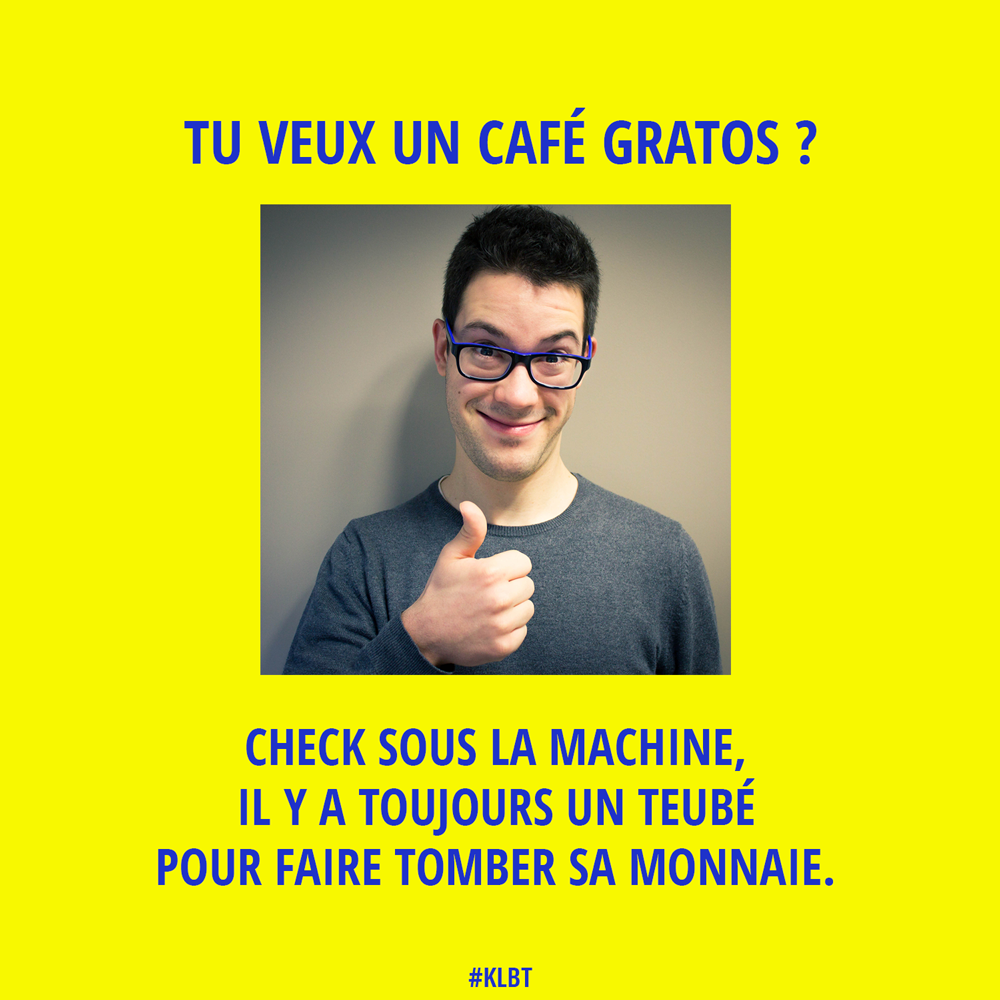 TU VEUX UN CAFÉ GRATOS ?
CHECK SOUS LA MACHINE,
IL Y A TOUJOURS UN TEUBÉ
POUR FAIRE TOMBER SA MONNAIE.
#KLBT